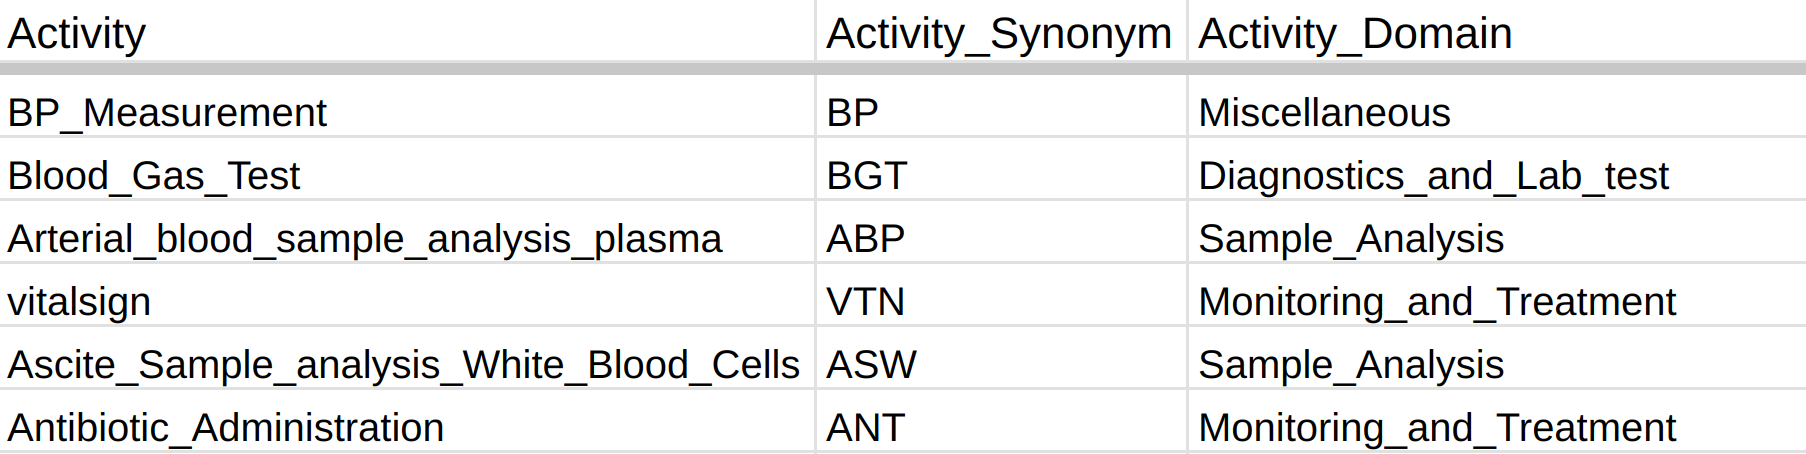 Activity Activity_Synonym Activity_Domain
BP_Measurement BP Miscellaneous
Blood_Gas_Test BGT Diagnostics_and_Lab_test
Arterial_blood_sample_analysis_plasma ABP Sample_Analysis
vitalsign VTN Monitoring_and_Treatment
Ascite_Sample_analysis_White_Blood_Cells ASW Sample_Analysis
Antibiotic_Administration ANT Monitoring_and_Treatment